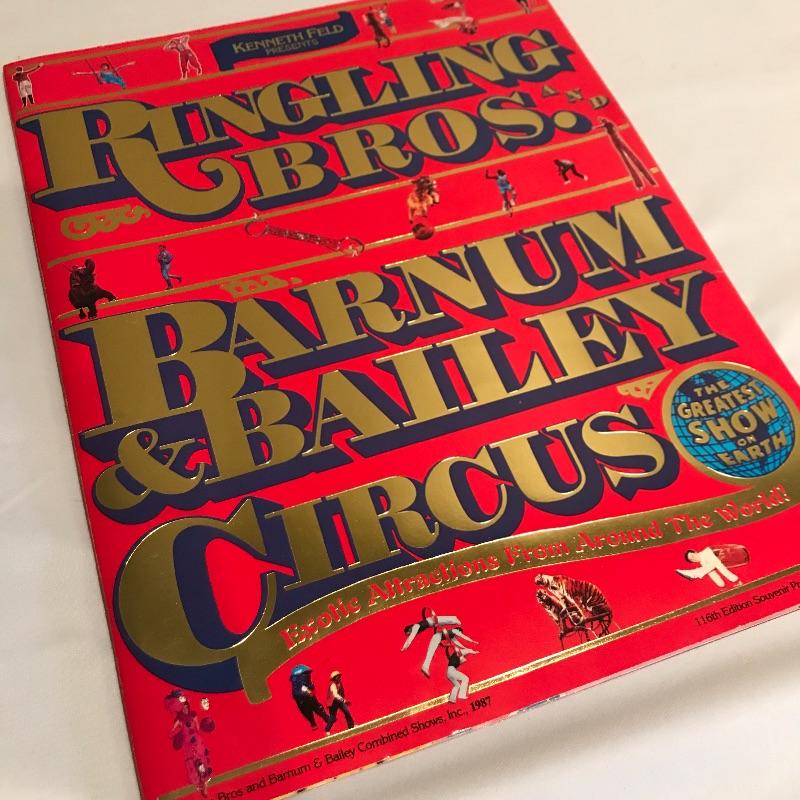 KENNETH FELD
PRESENTS
RINGLING
BROS. AND
BARNUM
& BAILEY
CIRCUS
THE
GREATEST
SHOW
ON
EARTH
Exotic Attractions From Around The World!
116th Edition Souvenir
Bros and Barnum & Bailey Combined Shows, Inc., 1987